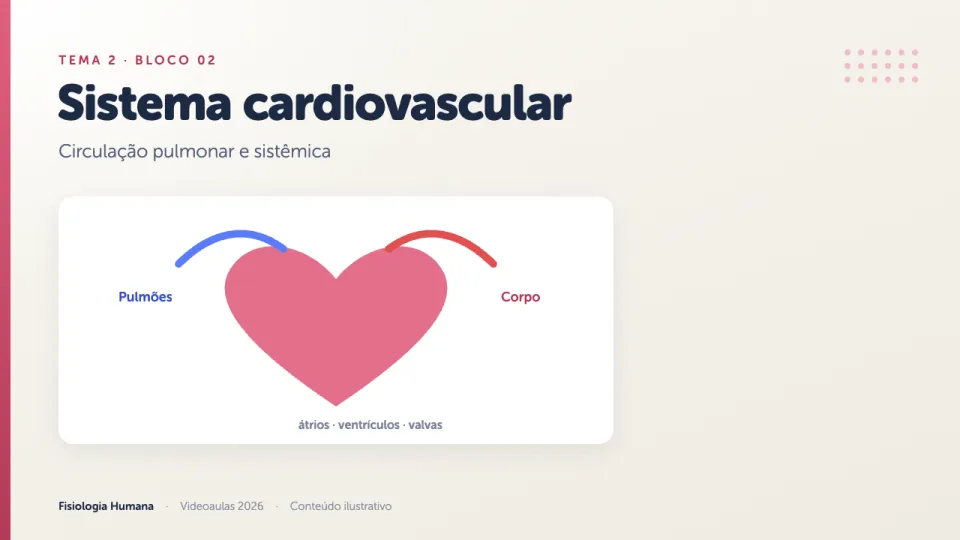 TEMA 2 · BLOCO 02
Sistema cardiovascular
Circulação pulmonar e sistêmica
Pulmões
Corpo
átrios · ventrículos · valvas
Fisiologia Humana · Videoaulas 2026 · Conteúdo ilustrativo